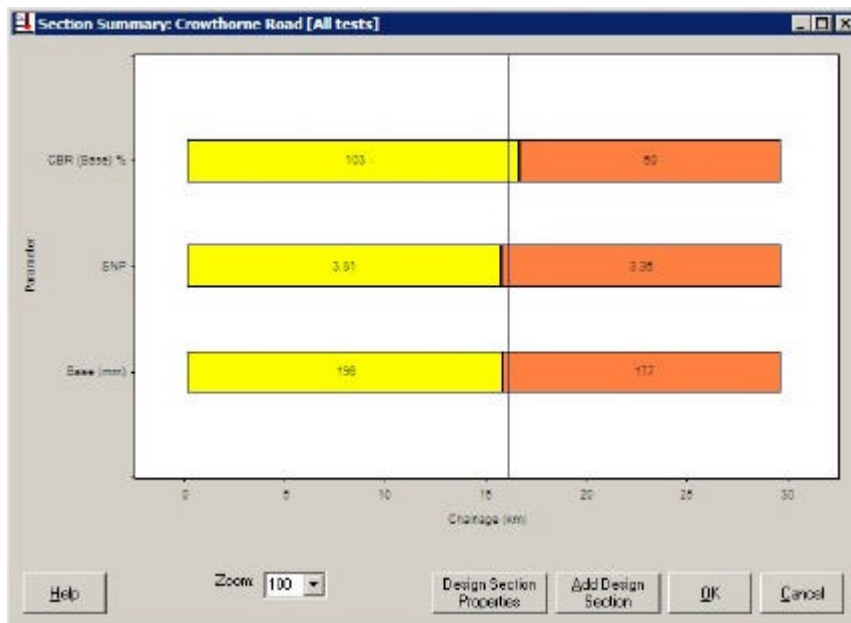 Section Summary: Crowthorne Road [All tests]
CBR (Base) %
103
SNP
Parameter
Base (mm)
177
0 5 10 15 20 25 30
Chainage (km)
Help
Zoom: 100
Design Section Properties
Add Design Section
OK
Cancel